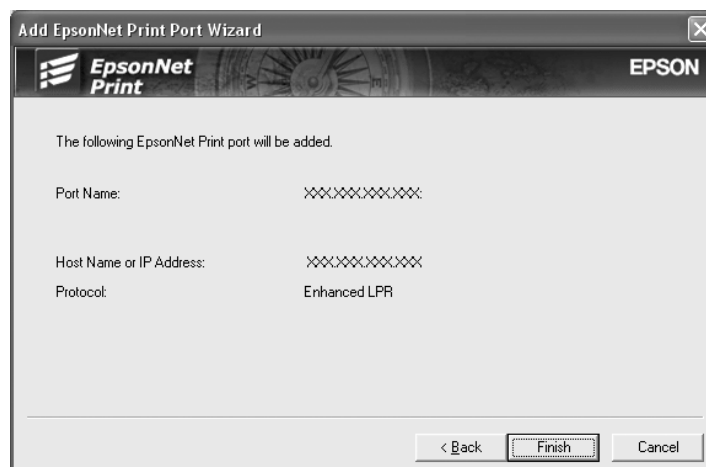 Add EpsonNet Print Port Wizard
EpsonNet
Print
EPSON
The following EpsonNet Print port will be added.
Port Name: XXX.XXX.XXX.XXX:
Host Name or IP Address: XXX.XXX.XXX.XXX
Protocol: Enhanced LPR
< Back Finish Cancel